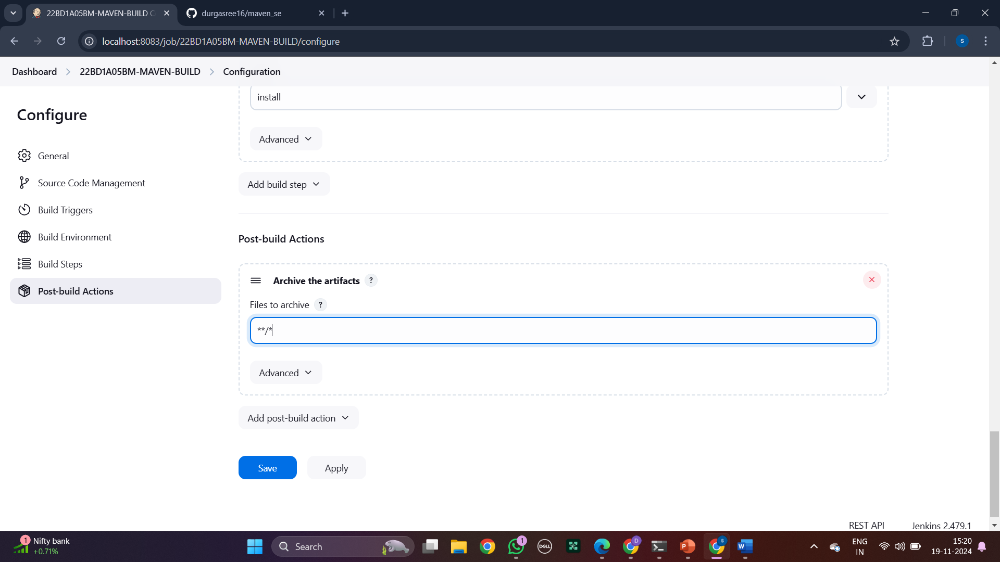 22BD1A05BM-MAVEN-BUILD C
durgasree16/maven_se
localhost:8083/job/22BD1A05BM-MAVEN-BUILD/configure
S
Dashboard > 22BD1A05BM-MAVEN-BUILD > Configuration
Configure
General
Source Code Management
Build Triggers
Build Environment
Build Steps
Post-build Actions
install
Advanced
Add build step
Post-build Actions
Archive the artifacts ?
Files to archive ?
**/*
Advanced
Add post-build action
Save
Apply
REST API
Jenkins 2.479.1
1
Nifty bank
+0.71%
Search
1
DELL
D
P
S
W
ENG
IN
15:20
19-11-2024